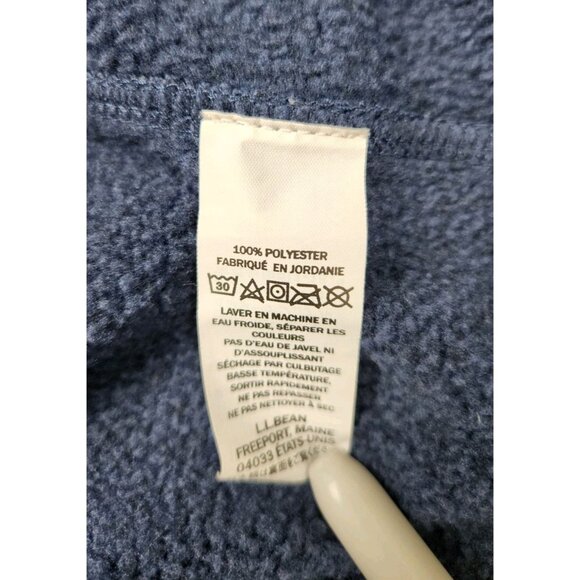 100% POLYESTER
FABRIQUÉ EN JORDANIE
30
LAVER EN MACHINE EN
EAU FROIDE, SÉPARER LES
COULEURS
PAS D'EAU DE JAVEL NI
D'ASSOUPLISSANT
SÉCHAGE PAR CULBUTAGE
BASSE TEMPÉRATURE,
SORTIR RAPIDEMENT
NE PAS REPASSER
NE PAS NETTOYER À SEC
L.L.BEAN
FREEPORT, MAINE
04033 ÉTATS-UNIS